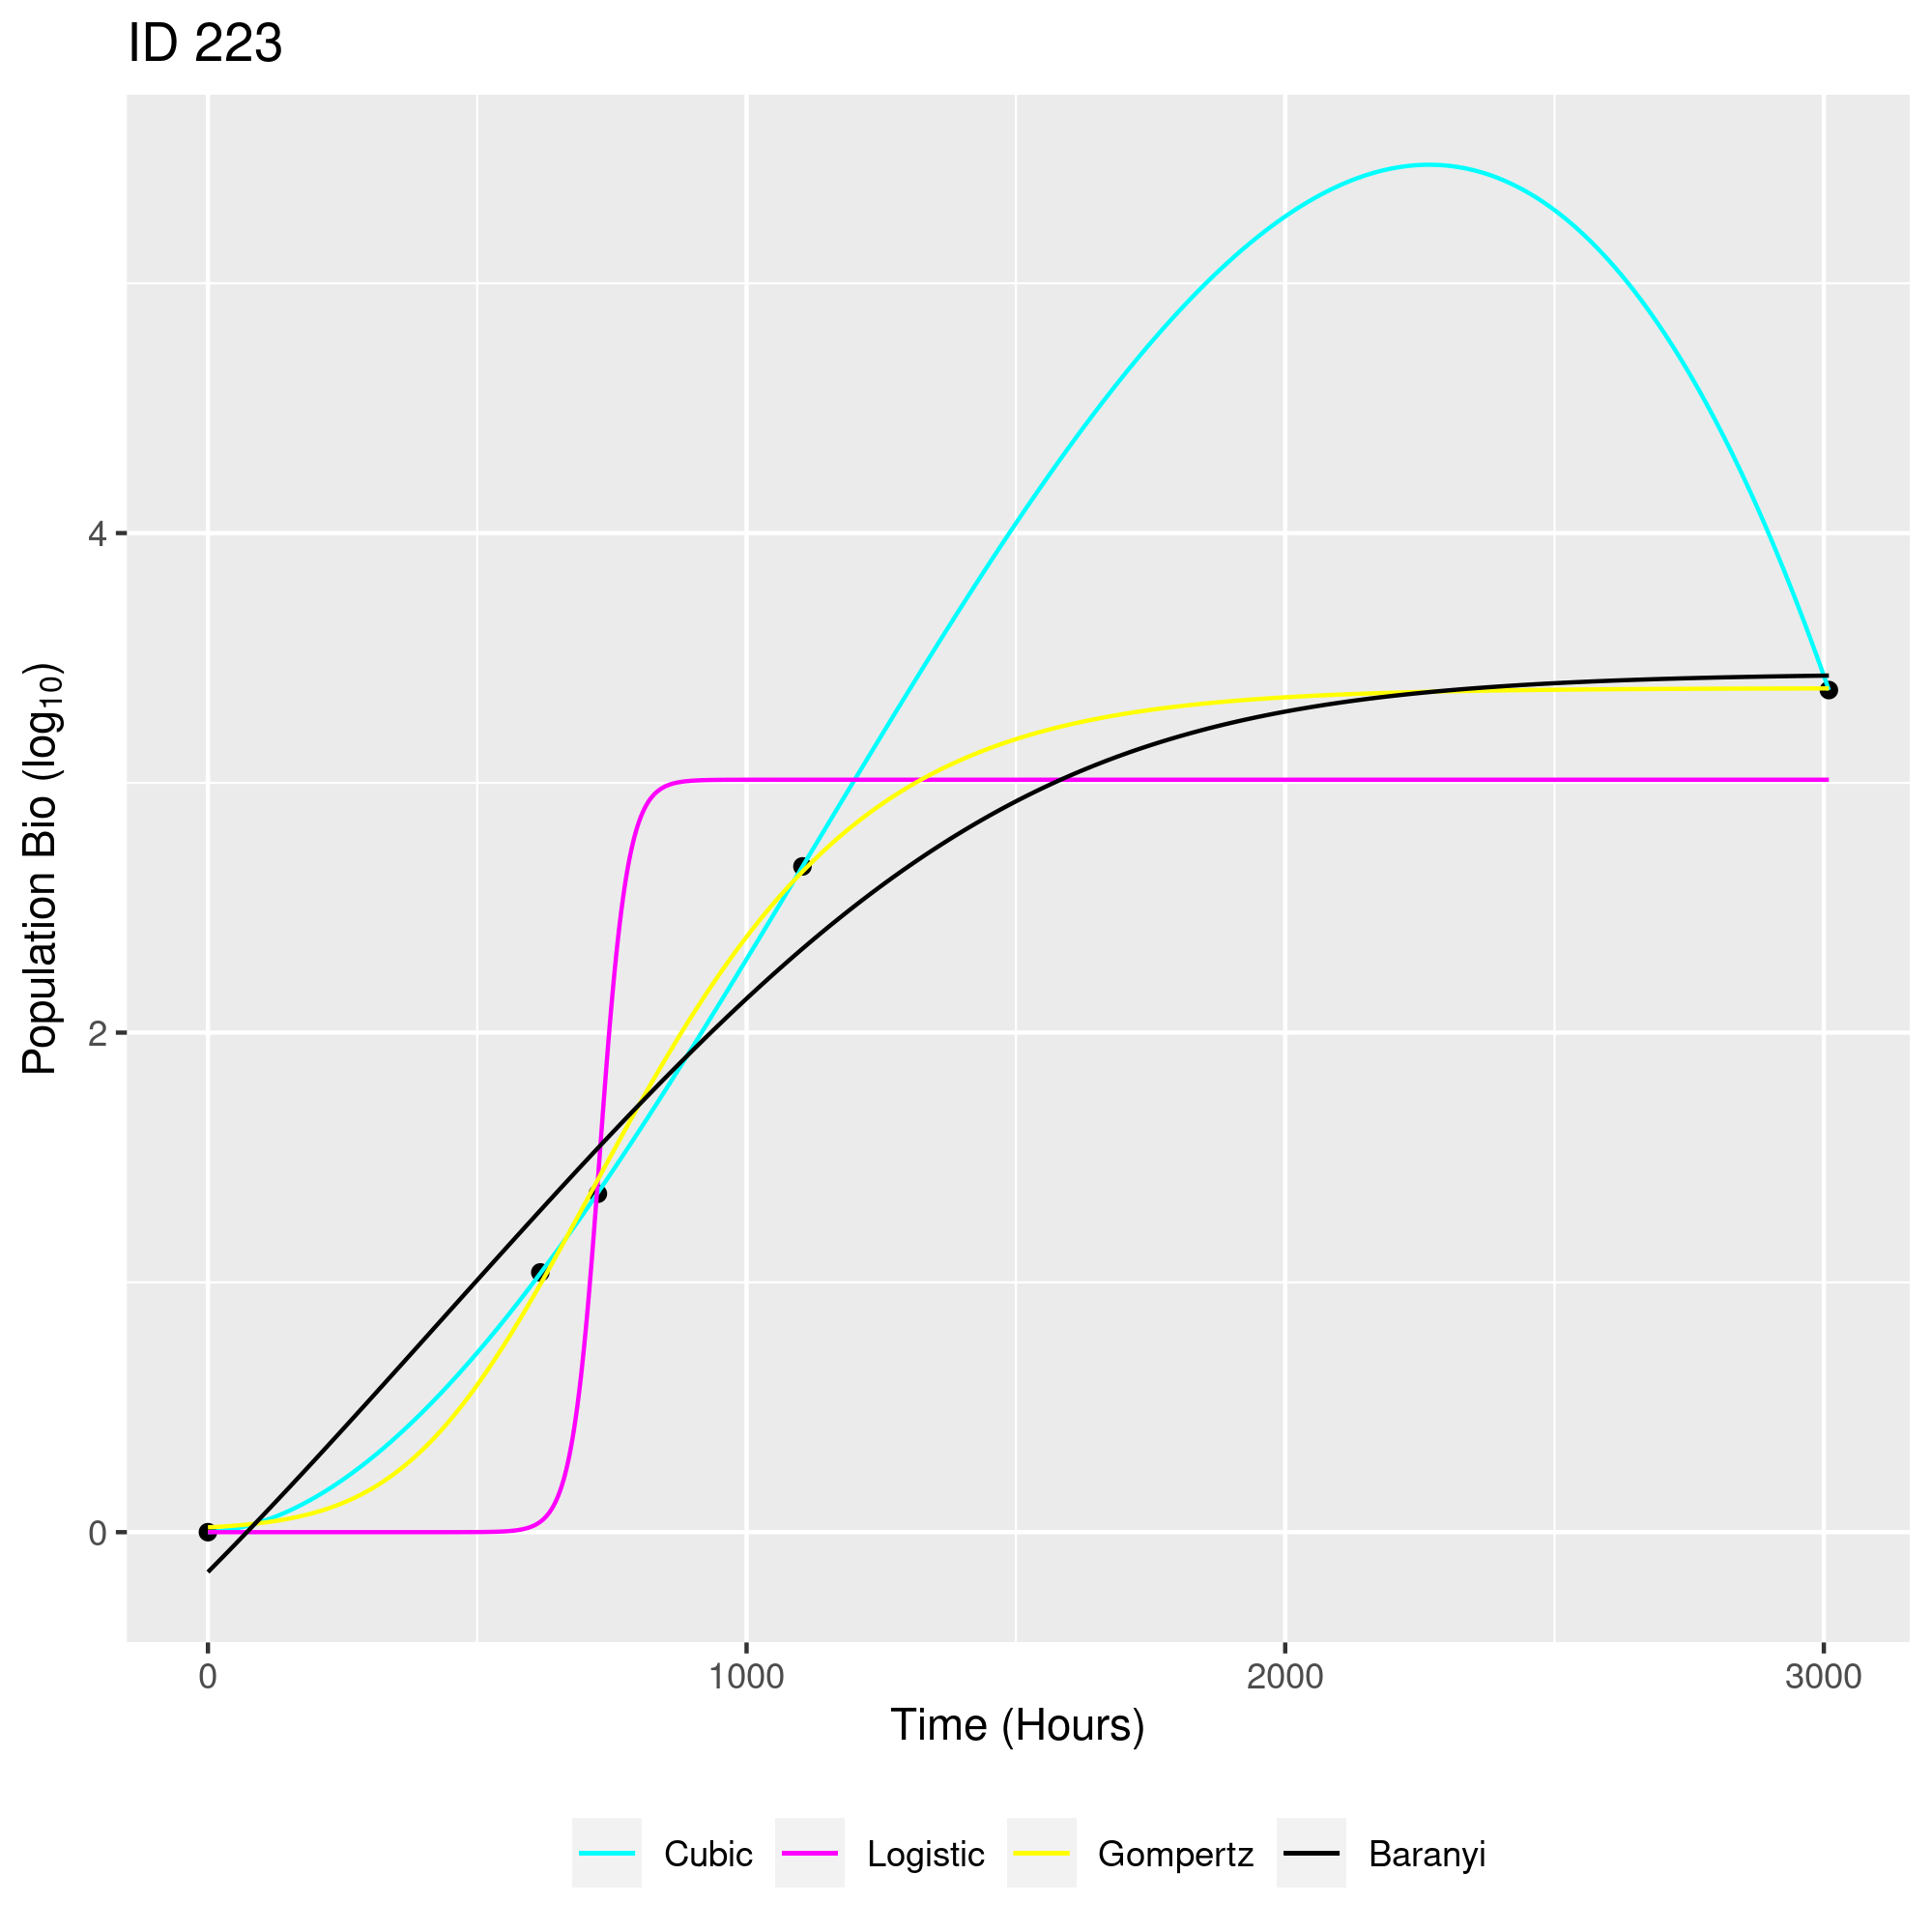 ID 223
Population Bio (log₁₀)
4
2
0
0 1000 2000 3000
Time (Hours)
Cubic Logistic Gompertz Baranyi